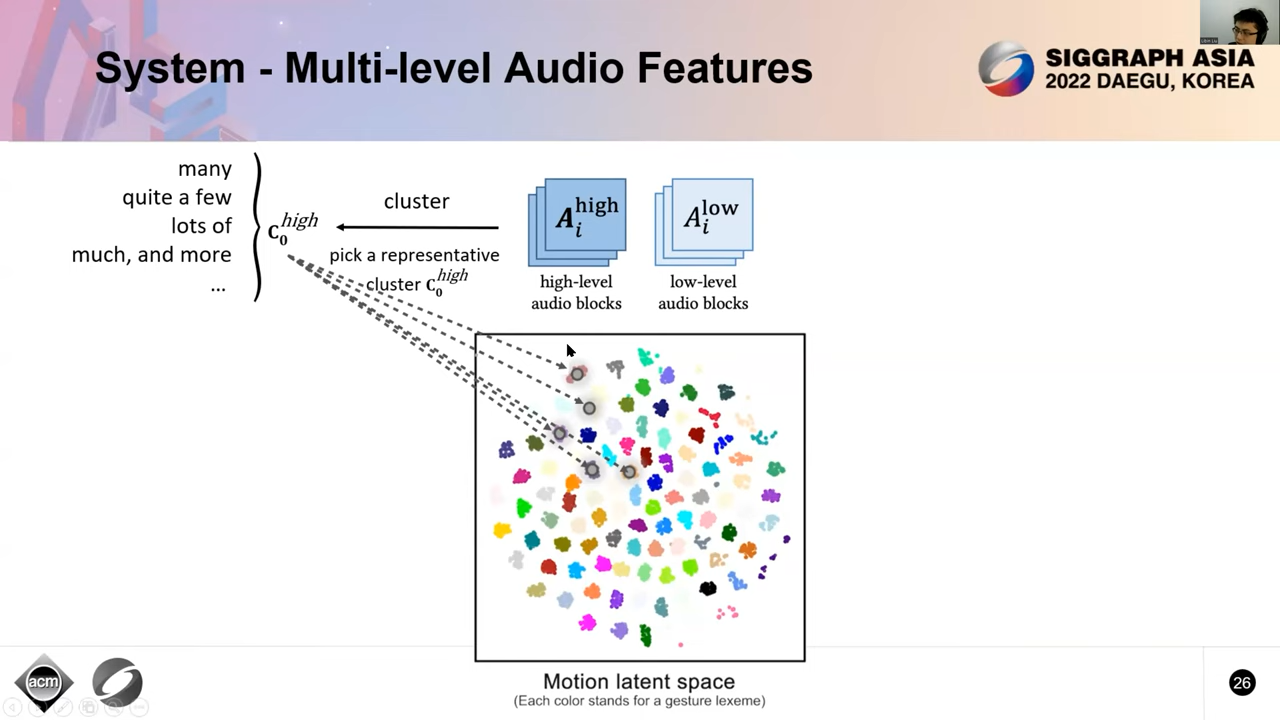 System - Multi-level Audio Features
SIGGRAPH ASIA
2022 DAEGU, KOREA
many
quite a few
lots of
much, and more
...
C₀^high
cluster
pick a representative
cluster C₀^high
Aᵢ^high
high-level
audio blocks
Aᵢ^low
low-level
audio blocks
Motion latent space
(Each color stands for a gesture lexeme)
acm
26